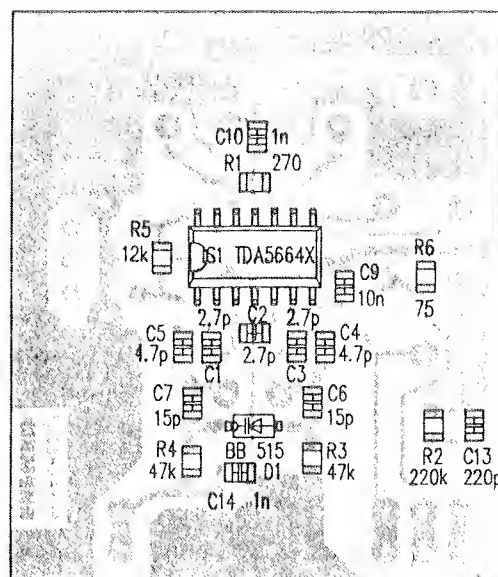 C10 1n
R1 270
R5
12k
S1 TDA5664X
R6
75
C9
10n
2.7p C2 2.7p
C5
4.7p
C1
2.7p
C3
C4
4.7p
C7
15p
C6
15p
BB 515
D1
R4
47k
R3
47k
C14 1n
R2
220k
C13
220p